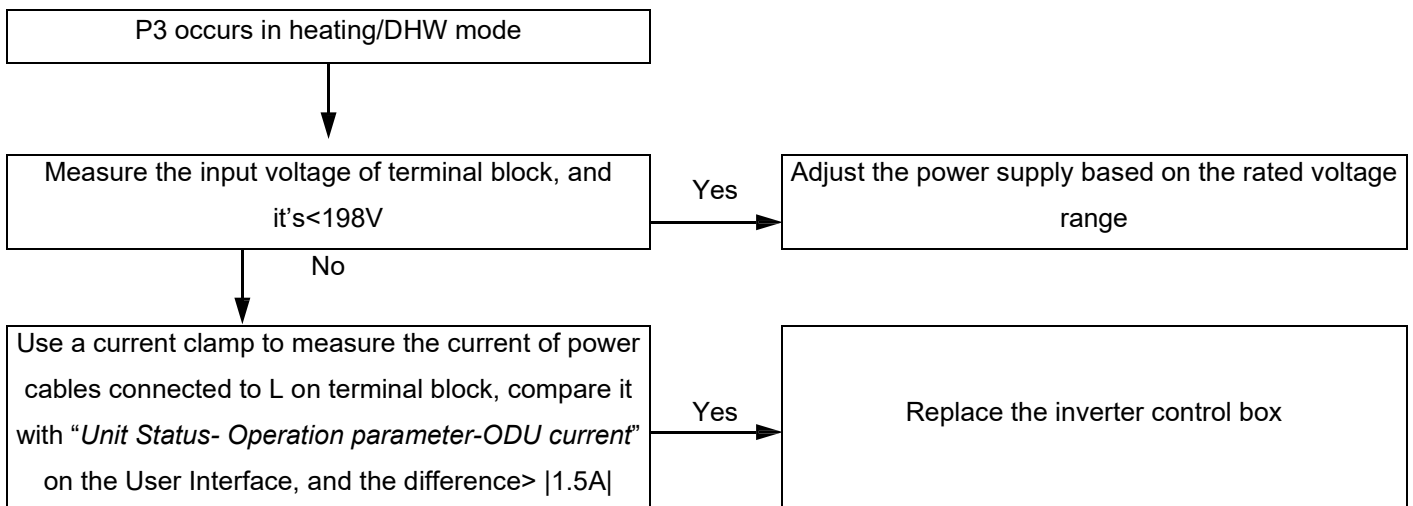 P3 occurs in heating/DHW mode
Measure the input voltage of terminal block, and
it’s<198V
Yes
Adjust the power supply based on the rated voltage
range
No
Use a current clamp to measure the current of power
cables connected to L on terminal block, compare it
with “Unit Status- Operation parameter-ODU current”
on the User Interface, and the difference> |1.5A|
Yes
Replace the inverter control box